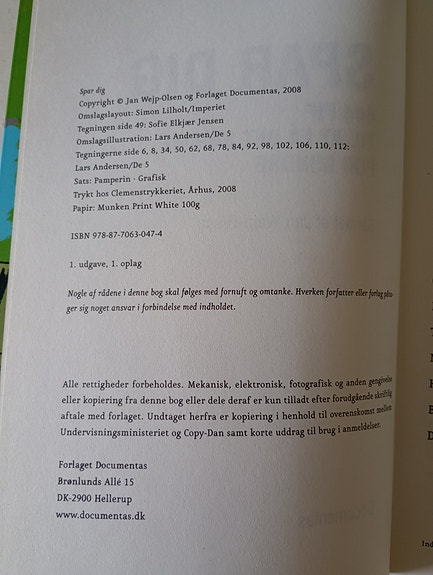 Spar dig
Copyright © Jan Wejp-Olsen og Forlaget Documentas, 2008
Omslagslayout: Simon Lilholt/Imperiet
Tegningen side 49: Sofie Elkjær Jensen
Omslagsillustration: Lars Andersen/De 5
Tegningerne side 6, 8, 34, 50, 62, 68, 78, 84, 92, 98, 102, 106, 110, 112:
Lars Andersen/De 5
Sats: Pamperin · Grafisk
Trykt hos Clemenstrykkeriet, Århus, 2008
Papir: Munken Print White 100g
ISBN 978-87-7063-047-4
1. udgave, 1. oplag
Nogle af rådene i denne bog skal følges med fornuft og omtanke. Hverken forfatter eller forlag påta-
ger sig noget ansvar i forbindelse med indholdet.
Alle rettigheder forbeholdes. Mekanisk, elektronisk, fotografisk og anden gengivelse
eller kopiering fra denne bog eller dele deraf er kun tilladt efter forudgående skriftlig
aftale med forlaget. Undtaget herfra er kopiering i henhold til overenskomst mellem
Undervisningsministeriet og Copy-Dan samt korte uddrag til brug i anmeldelser.
Forlaget Documentas
Brønlunds Allé 15
DK-2900 Hellerup
www.documentas.dk
Ind